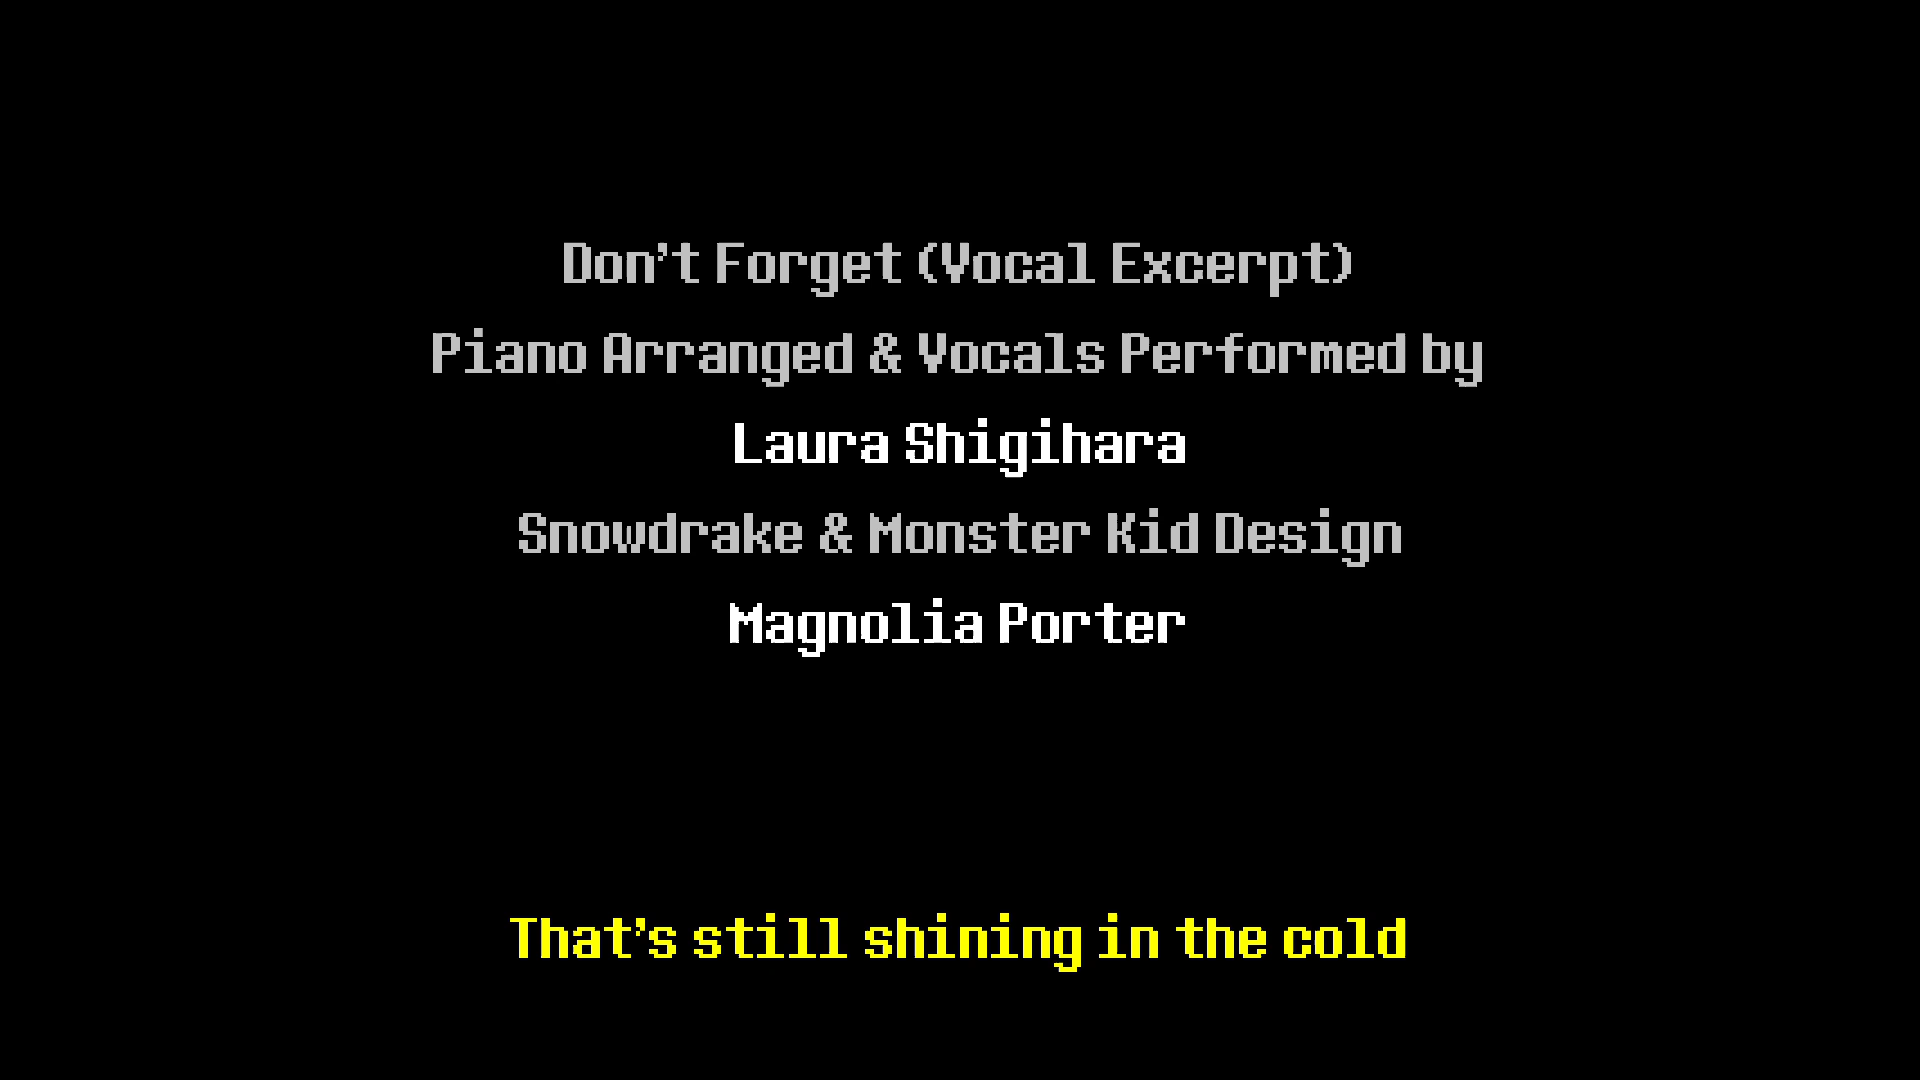 Don't Forget (Vocal Excerpt)
Piano Arranged & Vocals Performed by
Laura Shigihara
Snowdrake & Monster Kid Design
Magnolia Porter
That's still shining in the cold